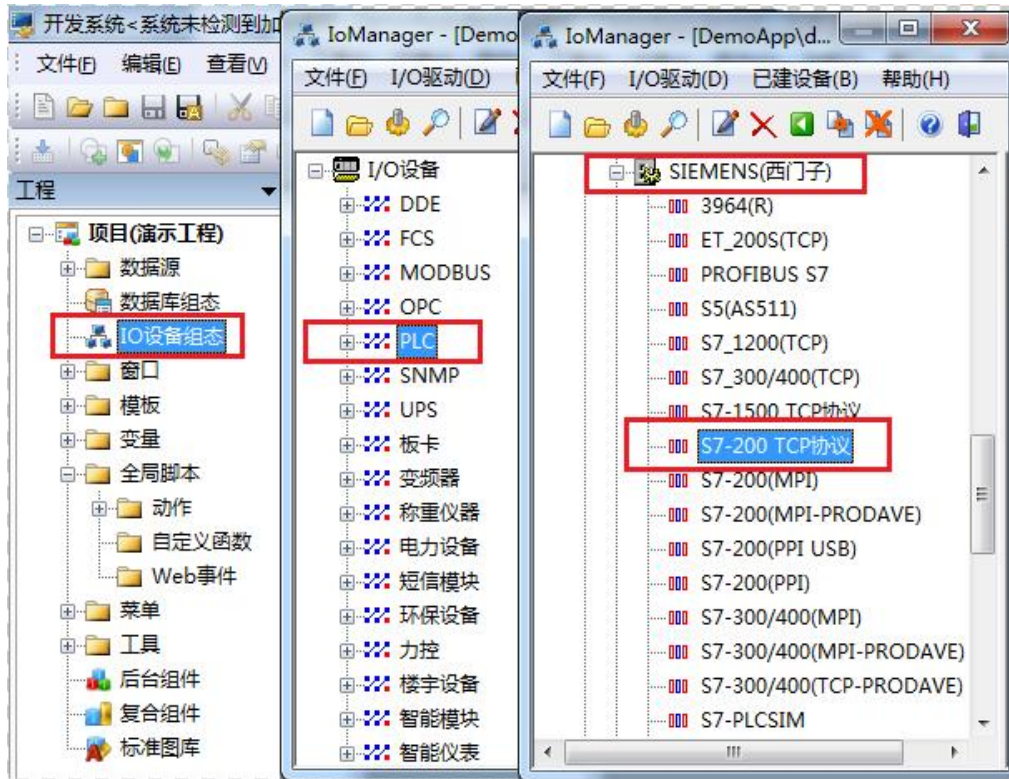 开发系统<系统未检测到加
文件(F) 编辑(E) 查看(V)
工程
项目(演示工程)
数据源
数据库组态
IO设备组态
窗口
模板
变量
全局脚本
动作
自定义函数
Web事件
菜单
工具
后台组件
复合组件
标准图库
IoManager - [Demo
文件(F) I/O驱动(D)
I/O设备
DDE
FCS
MODBUS
OPC
PLC
SNMP
UPS
板卡
变频器
称重仪器
电力设备
短信模块
环保设备
力控
楼宇设备
智能模块
智能仪表
IoManager - [DemoApp\d...
文件(F) I/O驱动(D) 已建设备(B) 帮助(H)
SIEMENS(西门子)
3964(R)
ET_200S(TCP)
PROFIBUS S7
S5(AS511)
S7_1200(TCP)
S7_300/400(TCP)
S7-1500 TCP协议
S7-200 TCP协议
S7-200(MPI)
S7-200(MPI-PRODAVE)
S7-200(PPI USB)
S7-200(PPI)
S7-300/400(MPI)
S7-300/400(MPI-PRODAVE)
S7-300/400(TCP-PRODAVE)
S7-PLCSIM